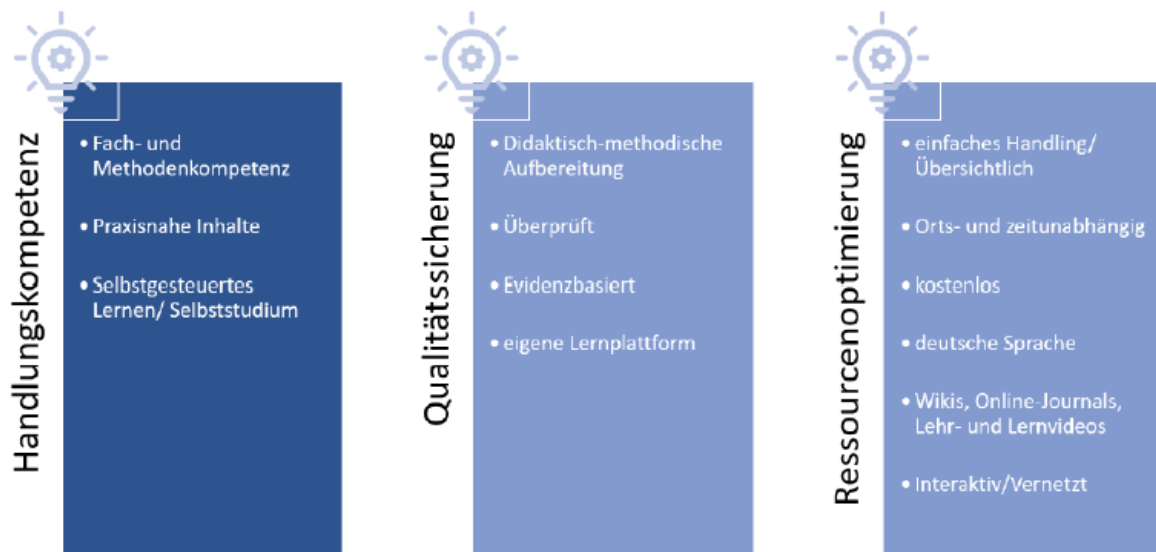 Handlungskompetenz
• Fach- und
Methodenkompetenz
• Praxisnahe Inhalte
• Selbstgesteuertes
Lernen/ Selbststudium
Qualitätssicherung
• Didaktisch-methodische
Aufbereitung
• Überprüft
• Evidenzbasiert
• eigene Lernplattform
Ressourcenoptimierung
• einfaches Handling/
Übersichtlich
• Orts- und zeitunabhängig
• kostenlos
• deutsche Sprache
• Wikis, Online-Journals,
Lehr- und Lernvideos
• Interaktiv/Vernetzt